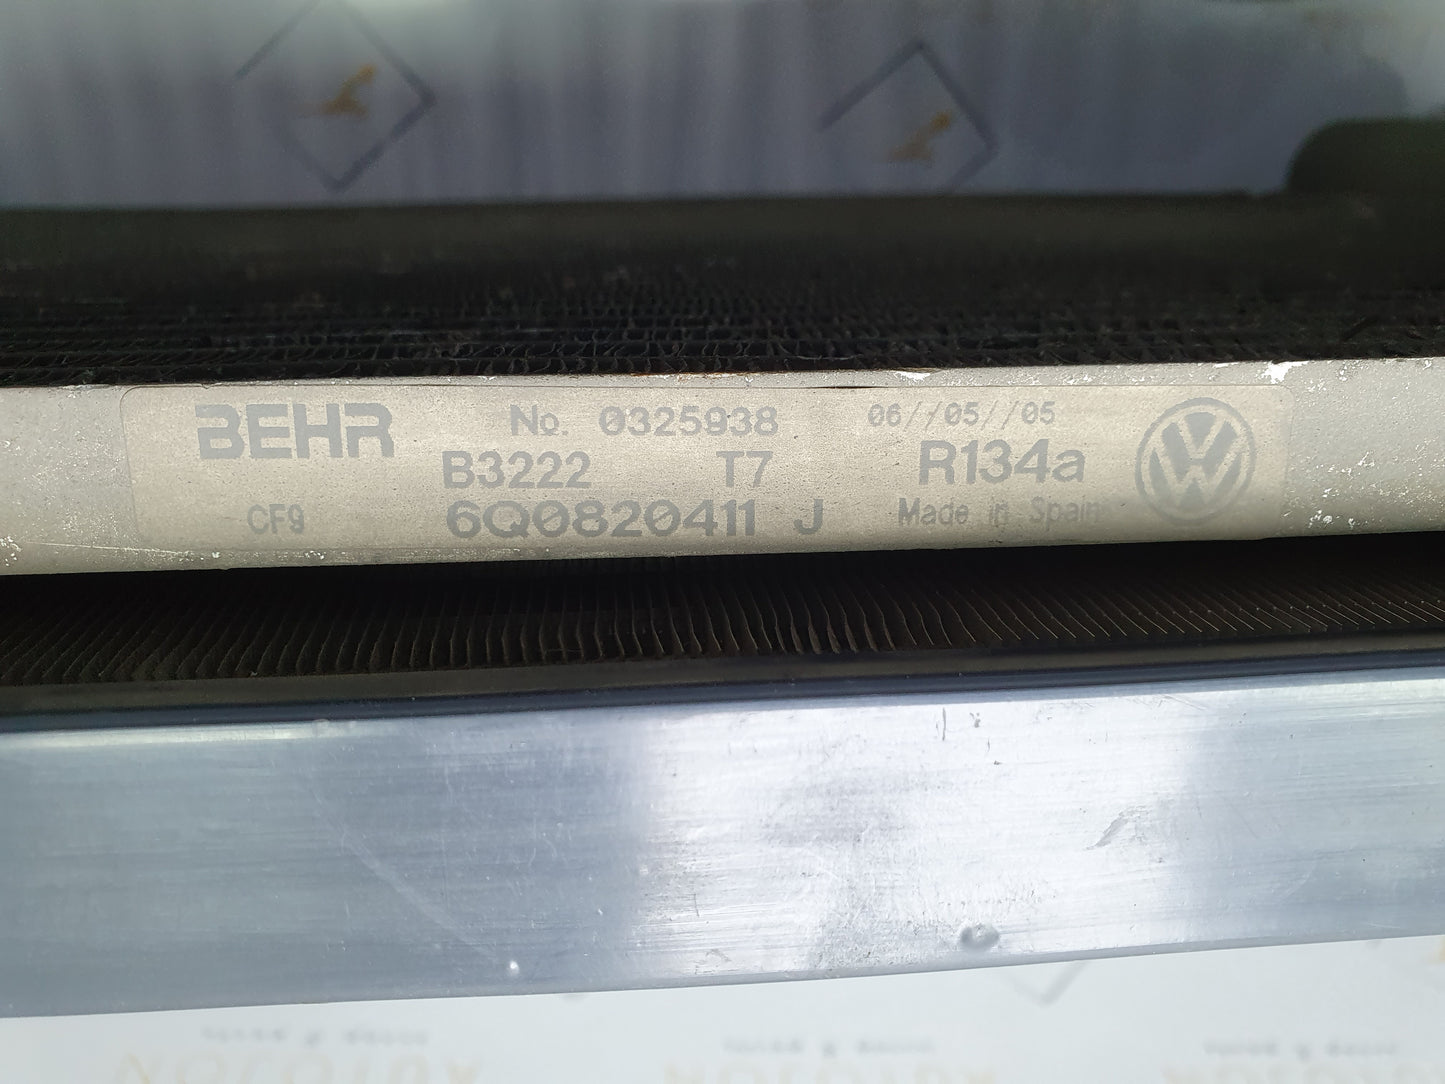 BEHR No. 0325938 06//05//05
B3222 T7 R134a
CF9 6Q0820411 J Made in Spain